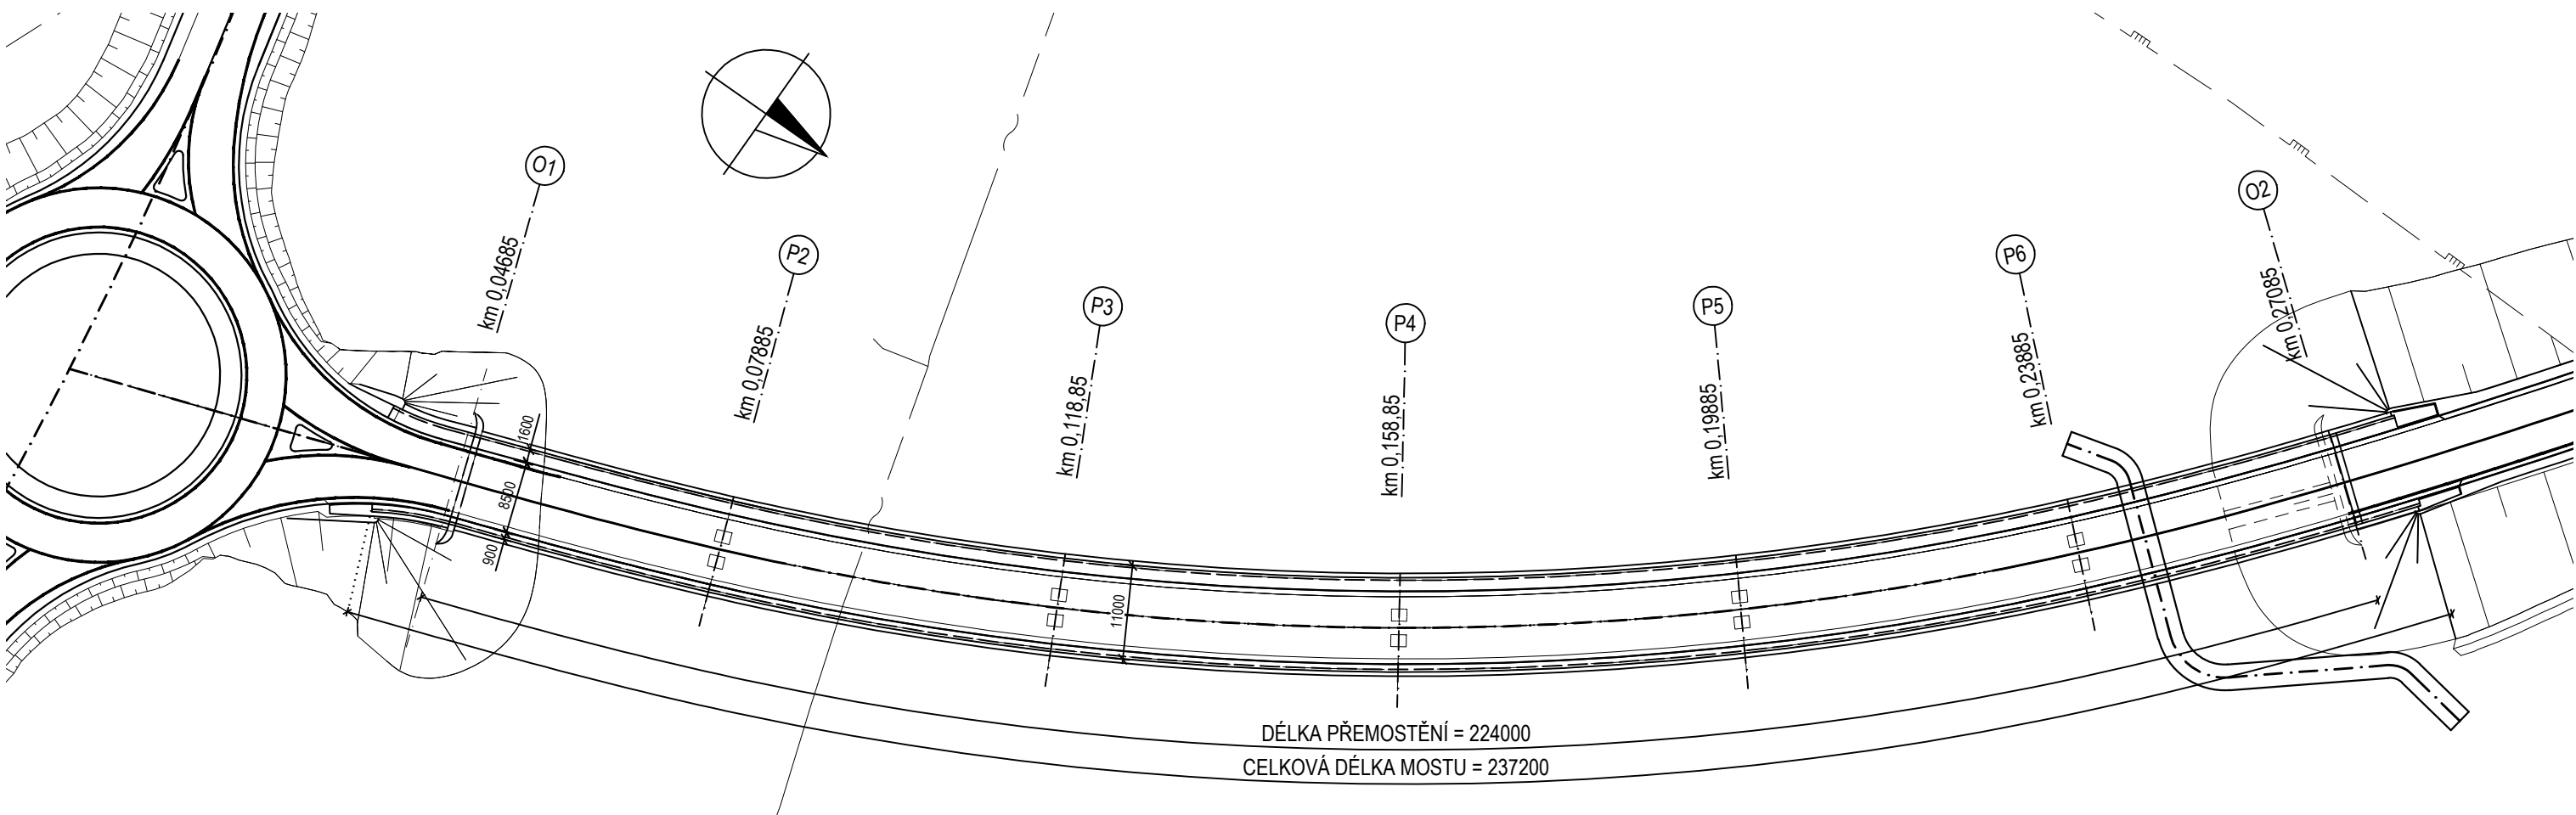 O1
km 0,04685
P2
km 0,07885
P3
km 0,118,85
P4
km 0,158,85
P5
km 0,19885
P6
km 0,23885
O2
km 0,27085
1600
8500
900
11000
DÉLKA PŘEMOSTĚNÍ = 224000
CELKOVÁ DÉLKA MOSTU = 237200